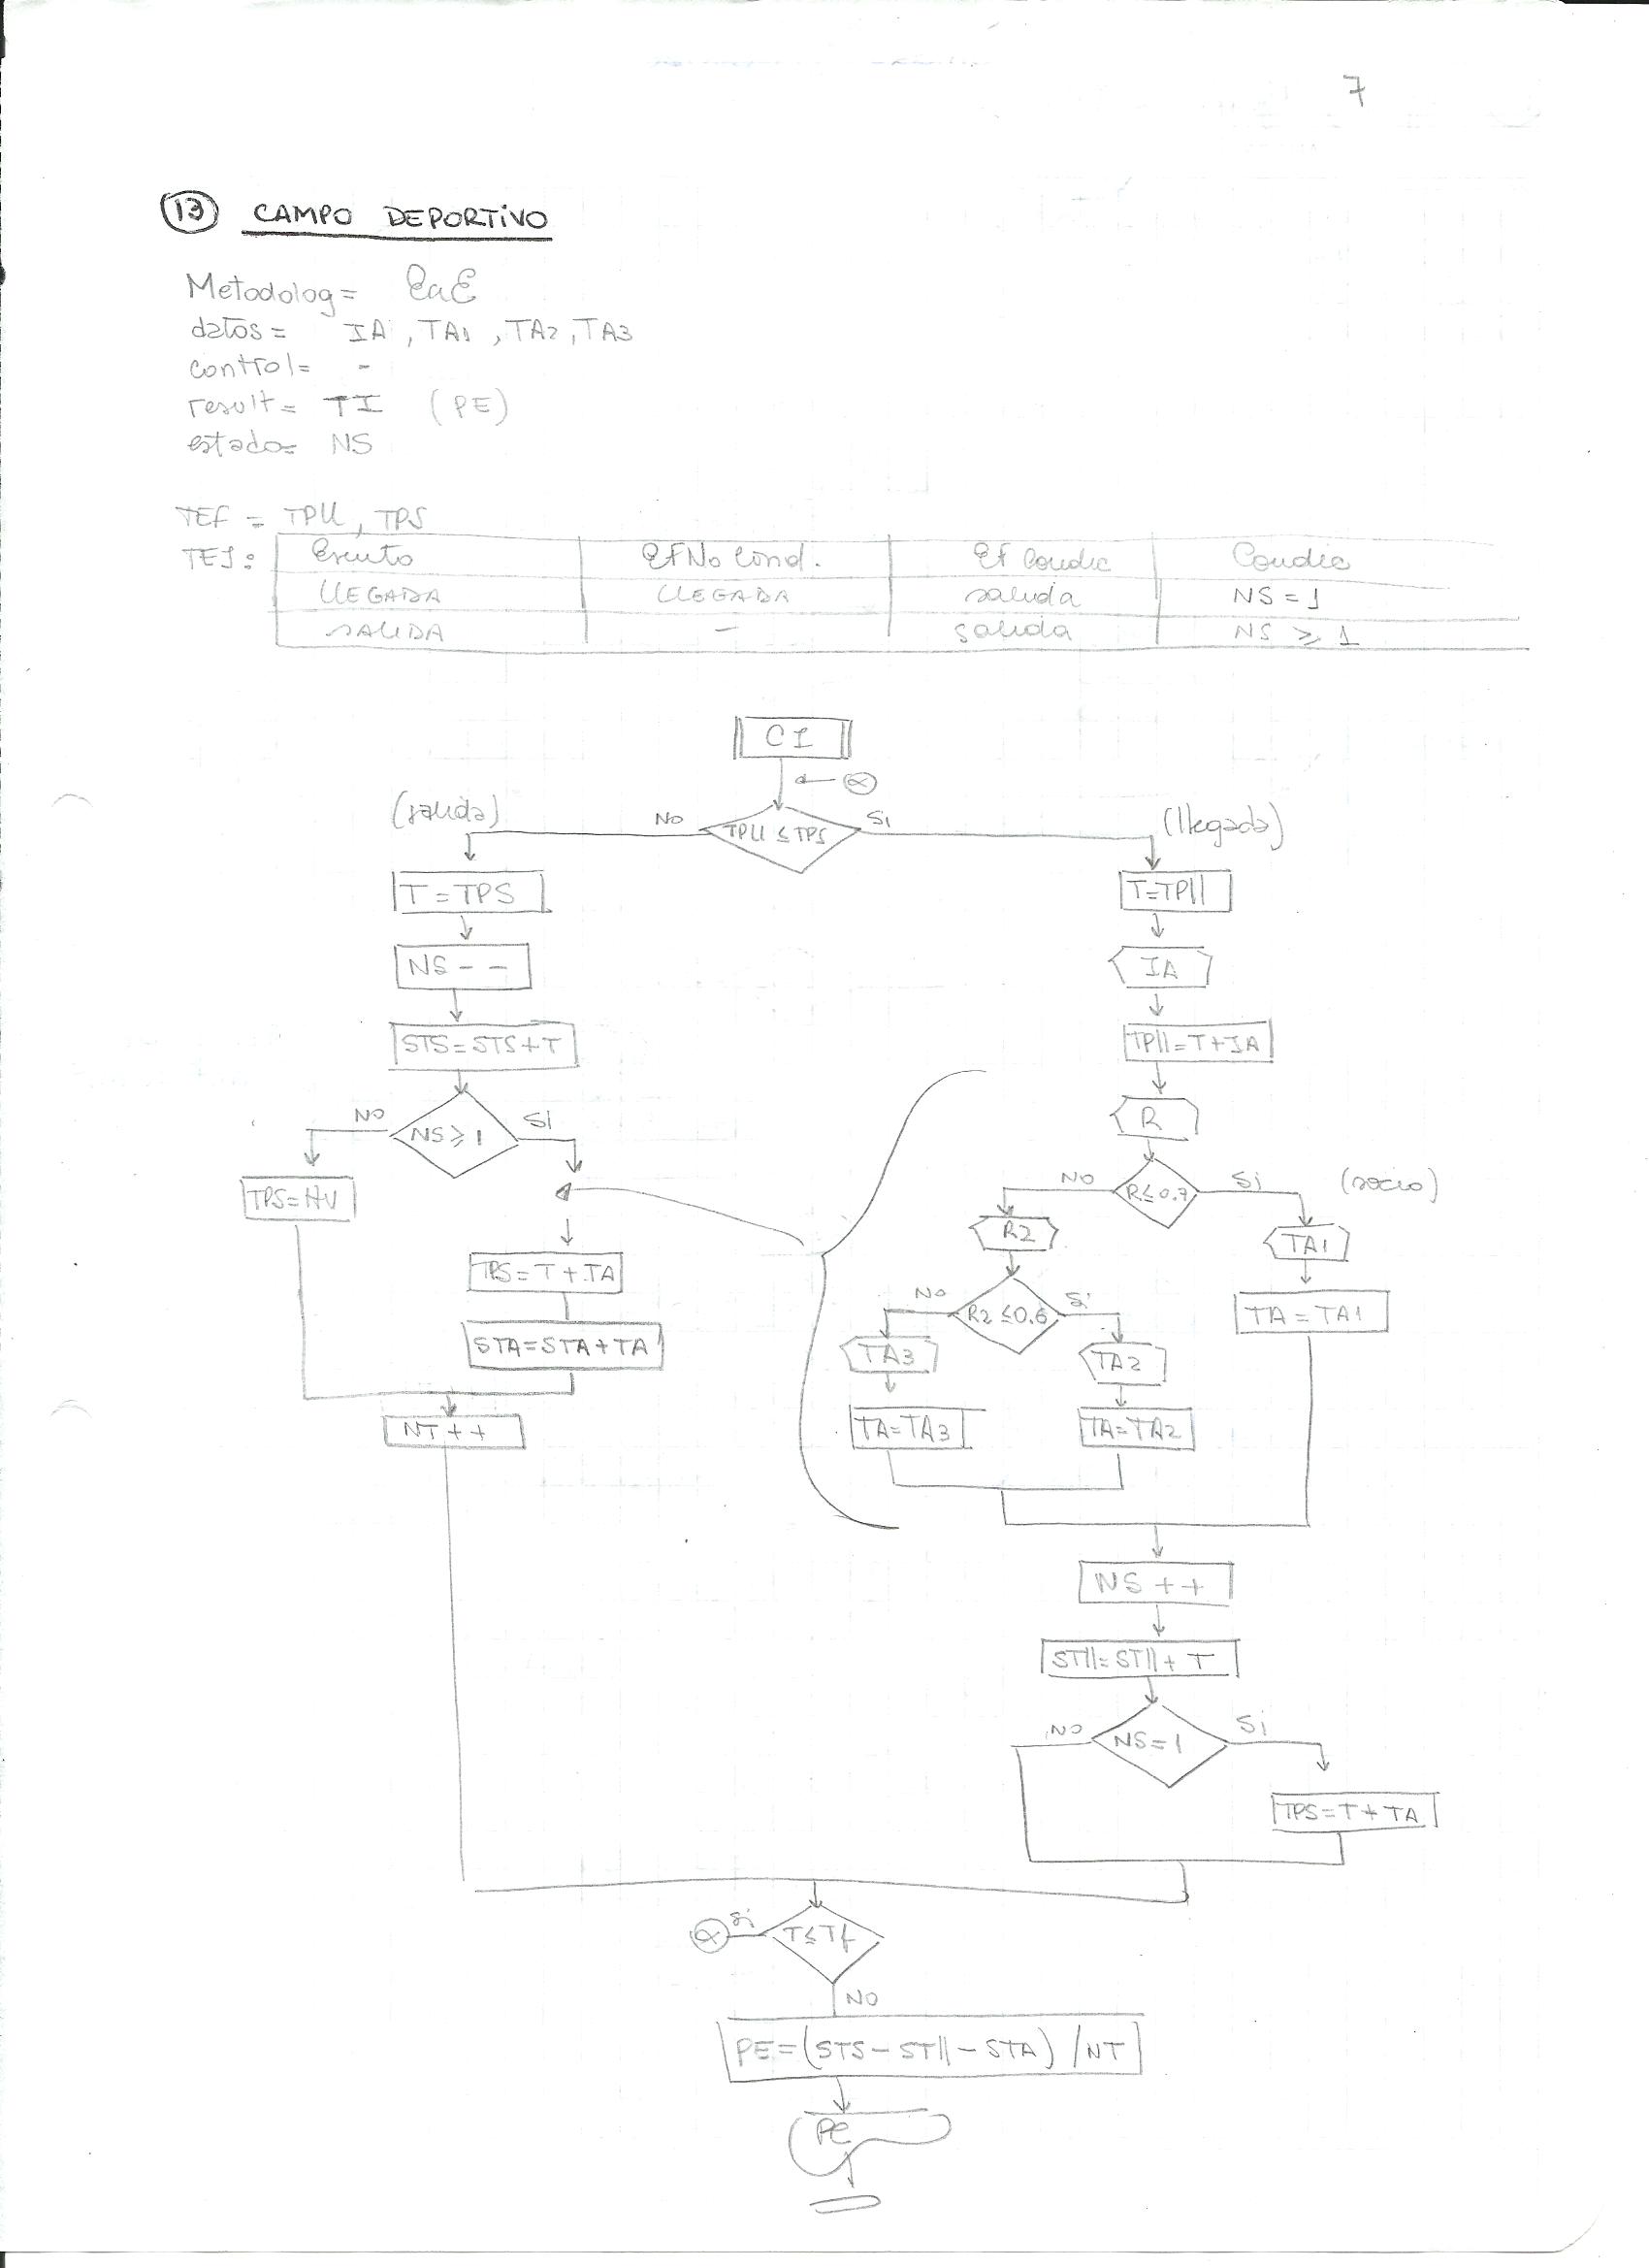 7
13 CAMPO DEPORTIVO
Metodolog= EaE
datos= IA, TA1, TA2, TA3
control= -
result= TI (PE)
estado= NS
TEF = TPLL, TPS
TEI: Evento EfNo Cond. Ef Condic Condic
LLEGADA LLEGADA salida NS=1
SALIDA - salida NS ≥ 1
CI
α
(salida) NO TPLL ≤ TPS Si (llegada)
T=TPS T=TPll
NS-- IA
STS=STS+T TPll=T+IA
NO NS≥1 SI R
NO R≤0.7 Si (socio)
TPS=HV R2 TA1
TPS=T+TA NO R2≤0.6 Si TA=TA1
STA=STA+TA TA3 TA2
NT++ TA=TA3 TA=TA2
NS++
STll=STll+T
NO NS=1 Si
TPS=T+TA
α Si T≤Tf
NO
PE=(STS-STll-STA)/NT
PE